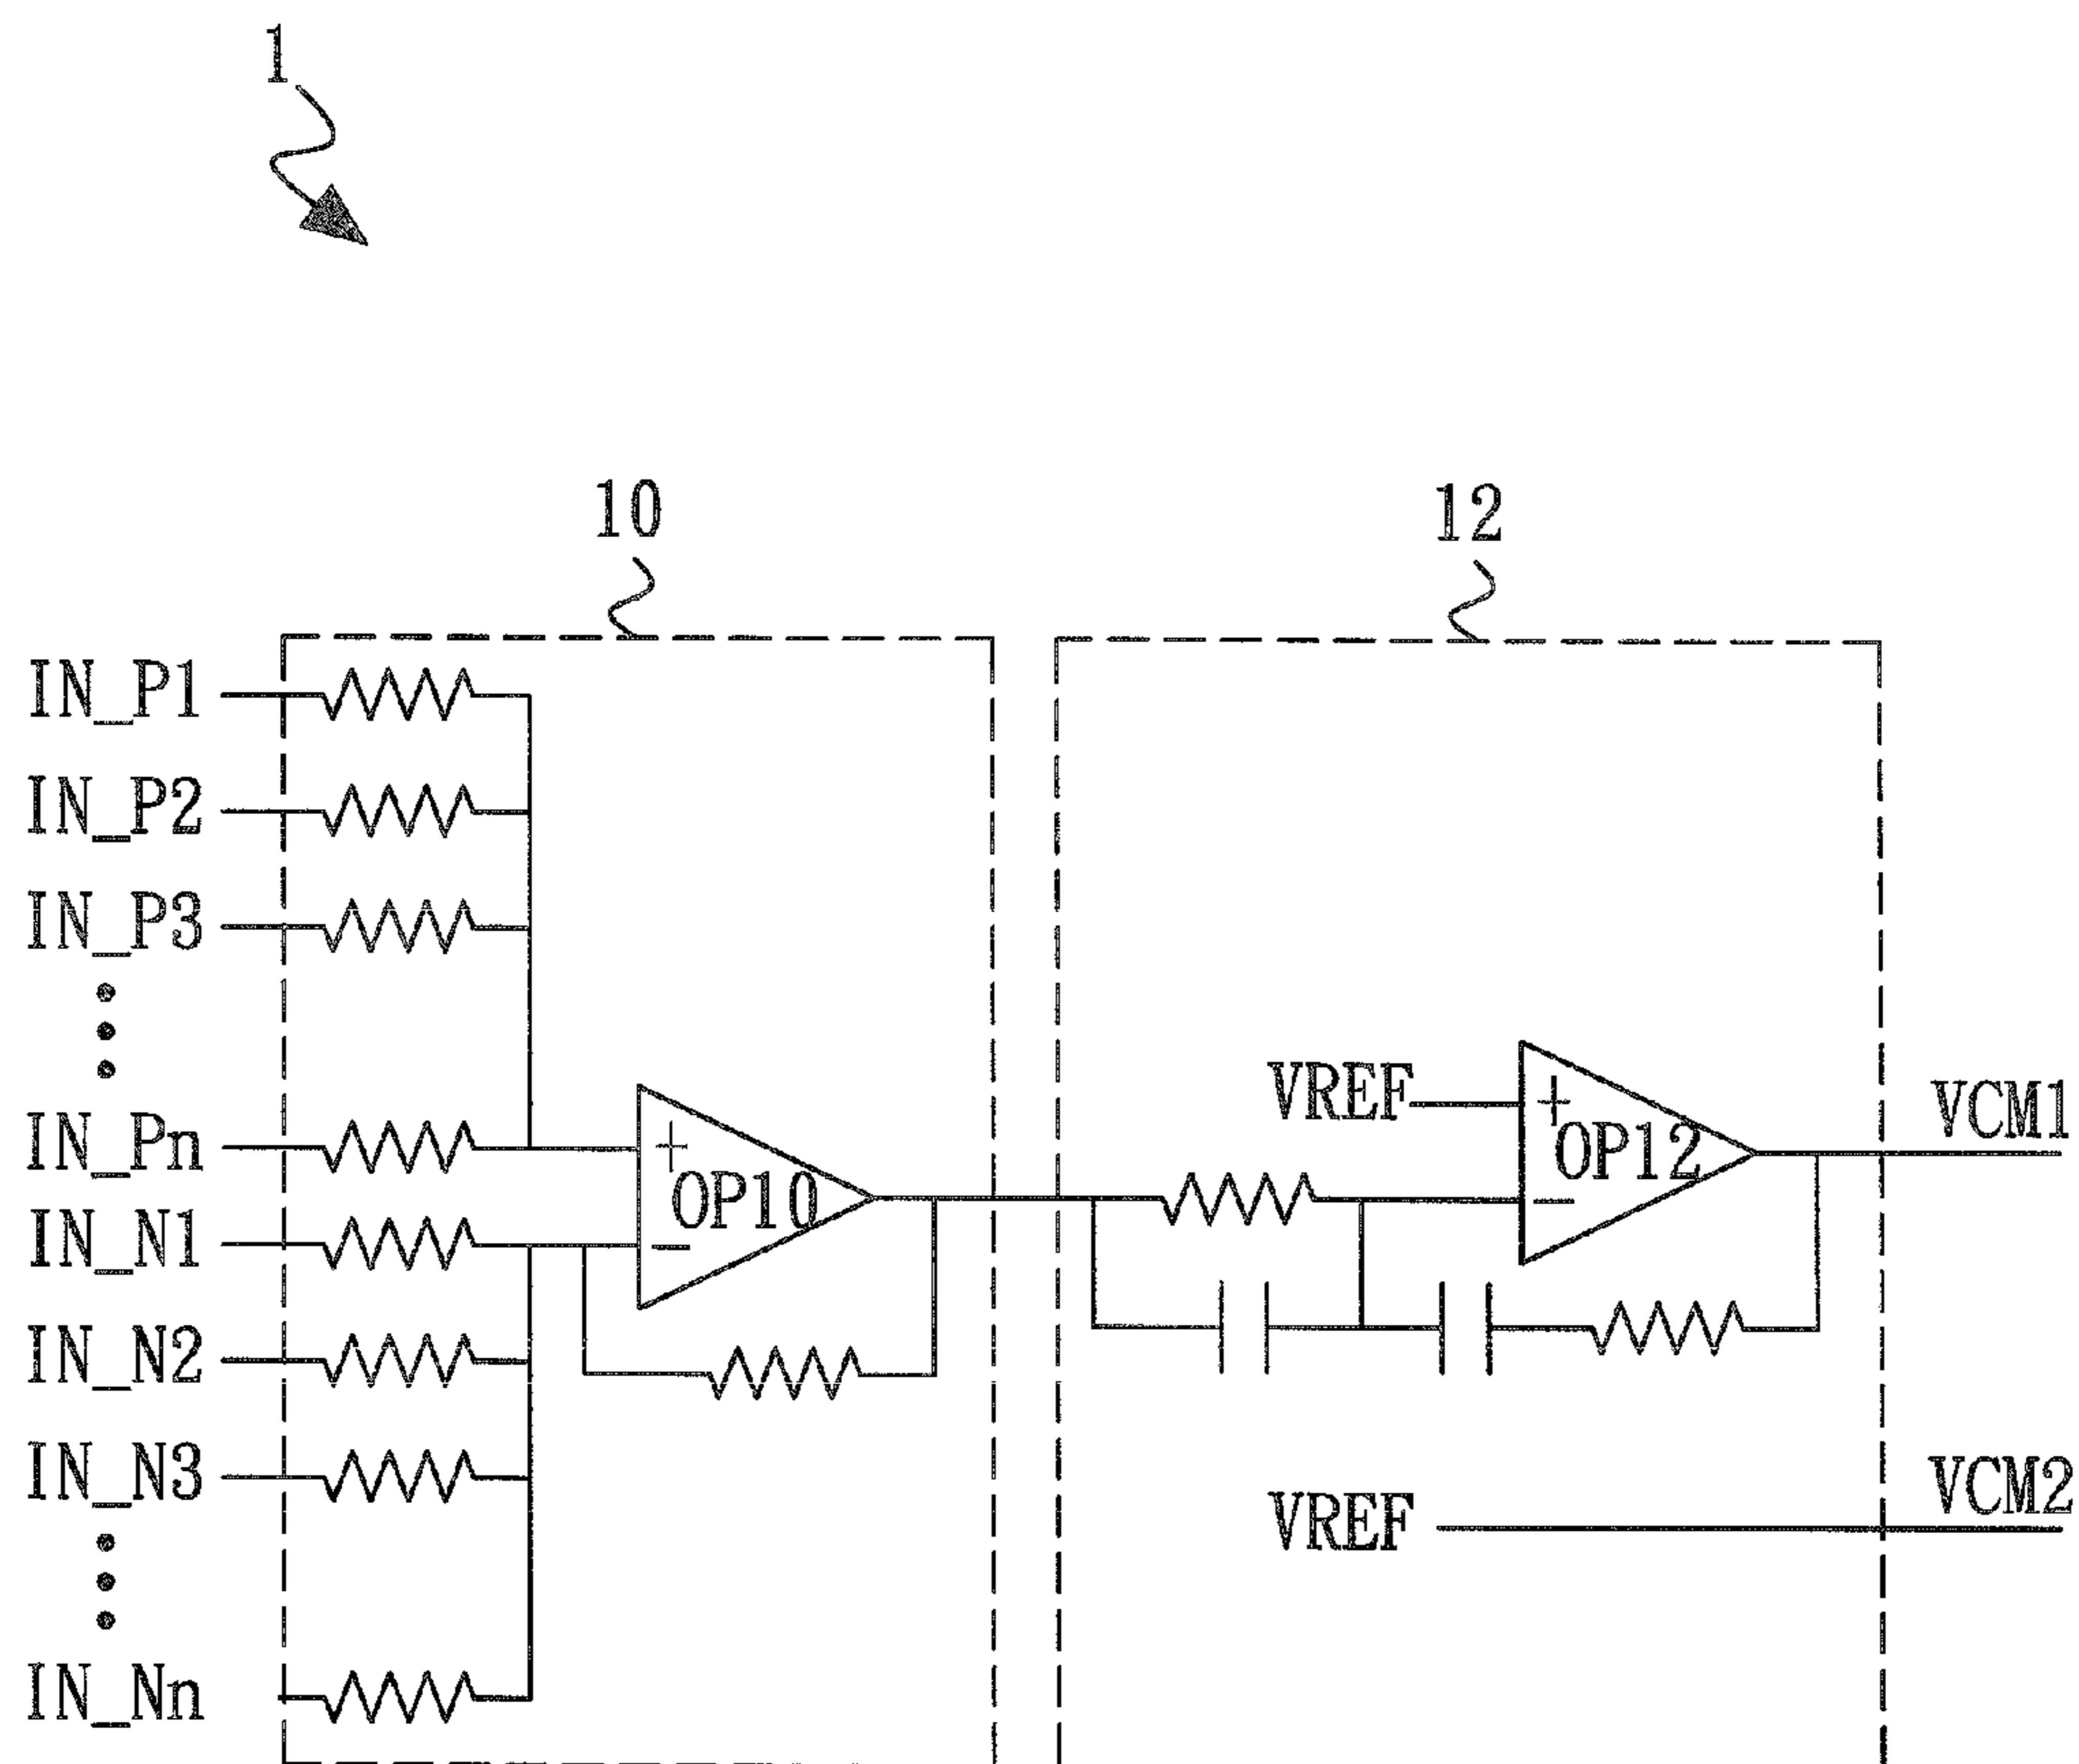 1
10
12
IN_P1
IN_P2
IN_P3
IN_Pn
IN_N1
IN_N2
IN_N3
IN_Nn
+
OP10
−
VREF
+
OP12
−
VCM1
VREF
VCM2